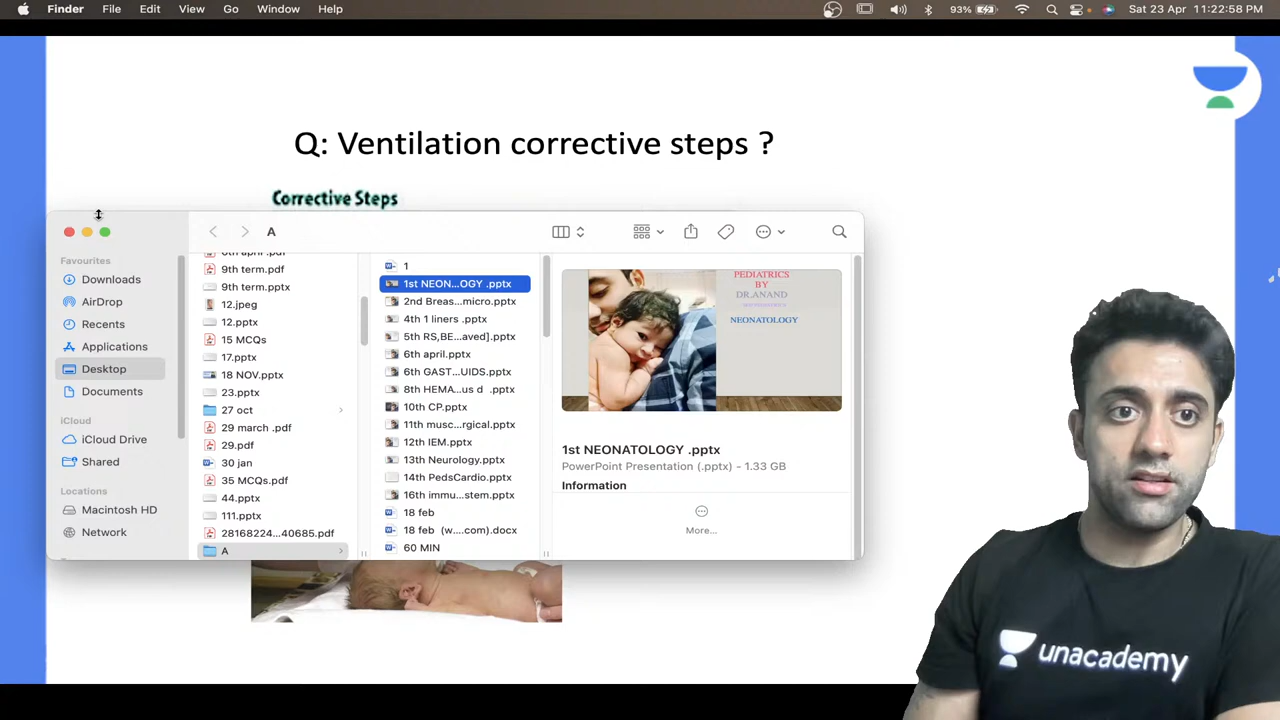 Finder File Edit View Go Window Help 93% Sat 23 Apr 11:22:58 PM
Q: Ventilation corrective steps ?
Corrective Steps
A
Favourites
Downloads
AirDrop
Recents
Applications
Desktop
Documents
iCloud
iCloud Drive
Shared
Locations
Macintosh HD
Network
9th term.pdf
9th term.pptx
12.jpeg
12.pptx
15 MCQs
17.pptx
18 NOV.pptx
23.pptx
27 oct
29 march .pdf
29.pdf
30 jan
35 MCQs.pdf
44.pptx
111.pptx
28168224...40685.pdf
A
1
1st NEON...OGY .pptx
2nd Breas...micro.pptx
4th 1 liners .pptx
5th RS,BE...aved].pptx
6th april.pptx
6th GAST...UIDS.pptx
8th HEMA...us d .pptx
10th CP.pptx
11th musc...rgical.pptx
12th IEM.pptx
13th Neurology.pptx
14th PedsCardio.pptx
16th immu...stem.pptx
18 feb
18 feb (w....com).docx
60 MIN
PEDIATRICS
BY
DR.ANAND
NEONATOLOGY
1st NEONATOLOGY .pptx
PowerPoint Presentation (.pptx) - 1.33 GB
Information
More...
unacademy